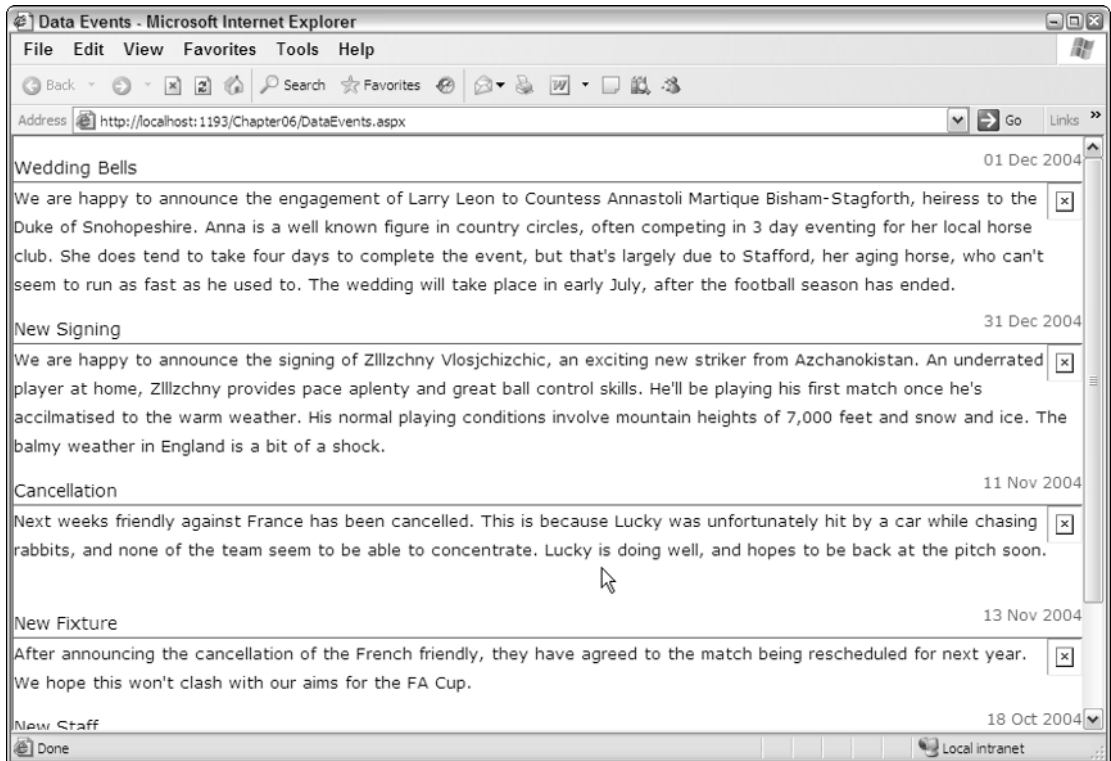 Data Events - Microsoft Internet Explorer
File Edit View Favorites Tools Help
Back Search Favorites
Address http://localhost:1193/Chapter06/DataEvents.aspx Go Links »
Wedding Bells 01 Dec 2004
We are happy to announce the engagement of Larry Leon to Countess Annastoli Martique Bisham-Stagforth, heiress to the
Duke of Snohopeshire. Anna is a well known figure in country circles, often competing in 3 day eventing for her local horse
club. She does tend to take four days to complete the event, but that's largely due to Stafford, her aging horse, who can't
seem to run as fast as he used to. The wedding will take place in early July, after the football season has ended.
New Signing 31 Dec 2004
We are happy to announce the signing of Zlllzchny Vlosjchizchic, an exciting new striker from Azchanokistan. An underrated
player at home, Zlllzchny provides pace aplenty and great ball control skills. He'll be playing his first match once he's
accilmatised to the warm weather. His normal playing conditions involve mountain heights of 7,000 feet and snow and ice. The
balmy weather in England is a bit of a shock.
Cancellation 11 Nov 2004
Next weeks friendly against France has been cancelled. This is because Lucky was unfortunately hit by a car while chasing
rabbits, and none of the team seem to be able to concentrate. Lucky is doing well, and hopes to be back at the pitch soon.
New Fixture 13 Nov 2004
After announcing the cancellation of the French friendly, they have agreed to the match being rescheduled for next year.
We hope this won't clash with our aims for the FA Cup.
New Staff 18 Oct 2004
Done Local intranet